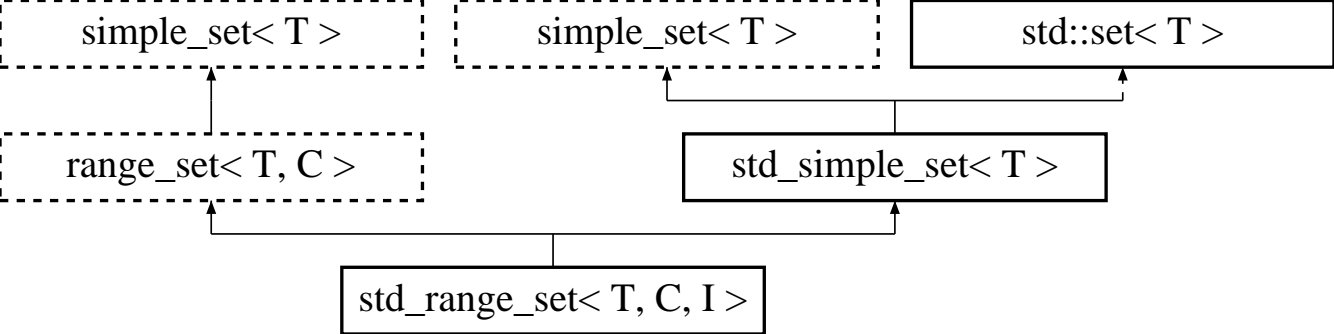 simple_set< T >
simple_set< T >
std::set< T >
range_set< T, C >
std_simple_set< T >
std_range_set< T, C, I >